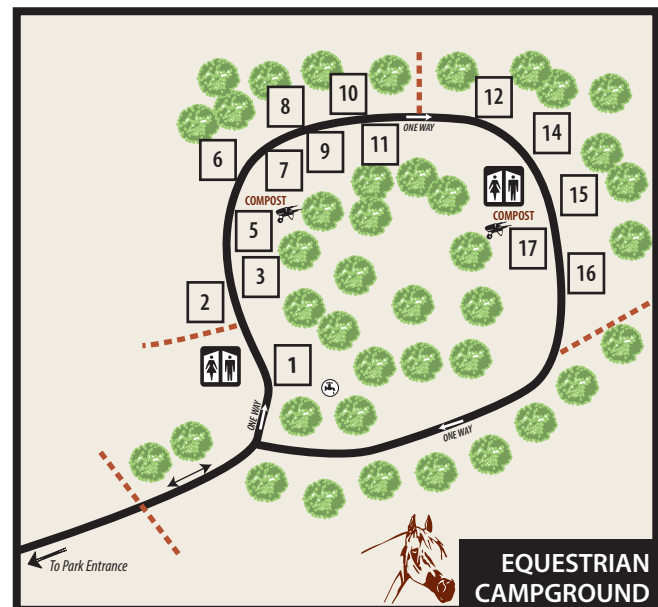 10
8
12
ONE WAY
14
11
9
6
7
COMPOST
15
COMPOST
5
17
3
16
2
1
ONE WAY
ONE WAY
To Park Entrance
EQUESTRIAN
CAMPGROUND